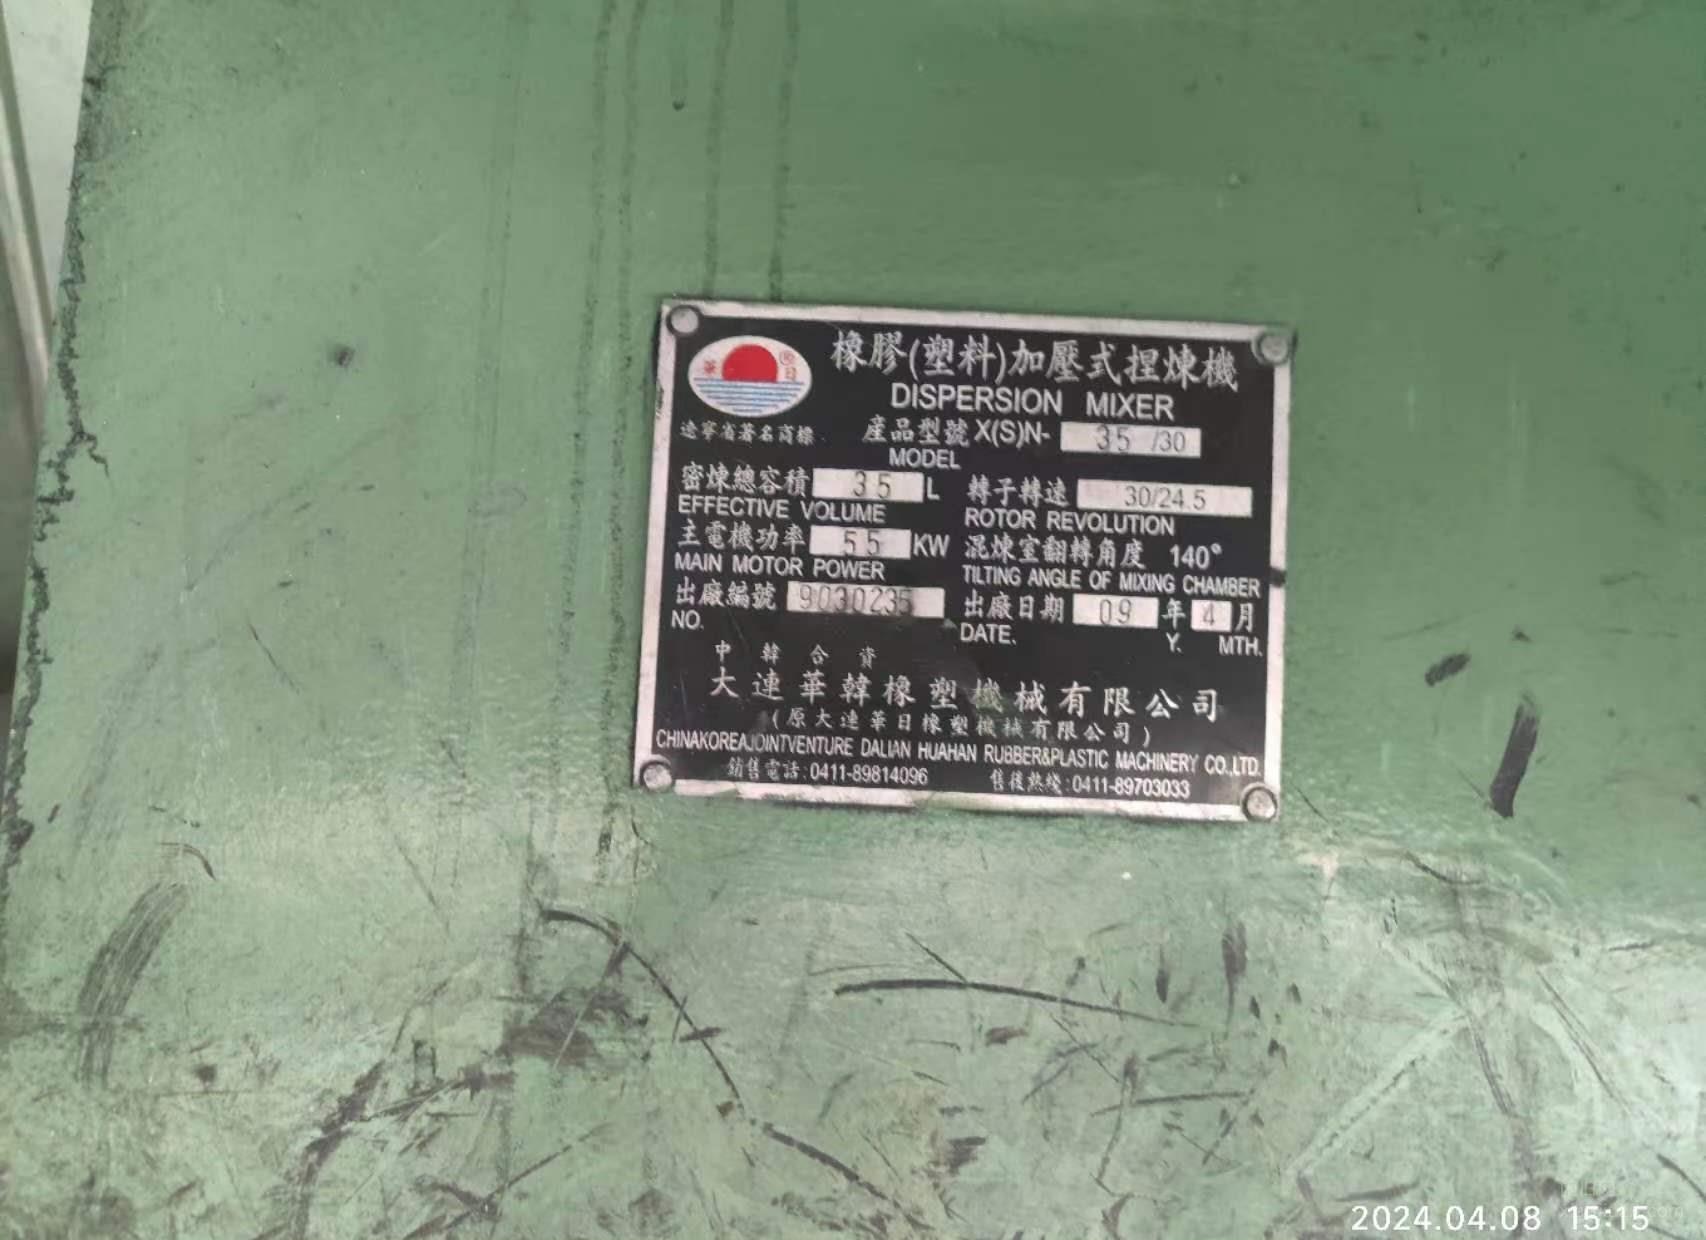 華 日
橡膠(塑料)加壓式捏煉機
DISPERSION MIXER
遼寧省著名商標
産品型號 X(S)N- 35 /30
MODEL
密煉總容積 35 L 轉子轉速 30/24.5
EFFECTIVE VOLUME ROTOR REVOLUTION
主電機功率 55 KW 混煉室翻轉角度 140°
MAIN MOTOR POWER TILTING ANGLE OF MIXING CHAMBER
出廠編號 9030235 出廠日期 09 年 4 月
NO. DATE. Y. MTH.
中韓合資
大連華韓橡塑機械有限公司
(原大連華日橡塑機械有限公司)
CHINAKOREAJOINTVENTURE DALIAN HUAHAN RUBBER&PLASTIC MACHINERY CO.,LTD.
銷售電話:0411-89814096 售後熱綫:0411-89703033
2024.04.08 15:15